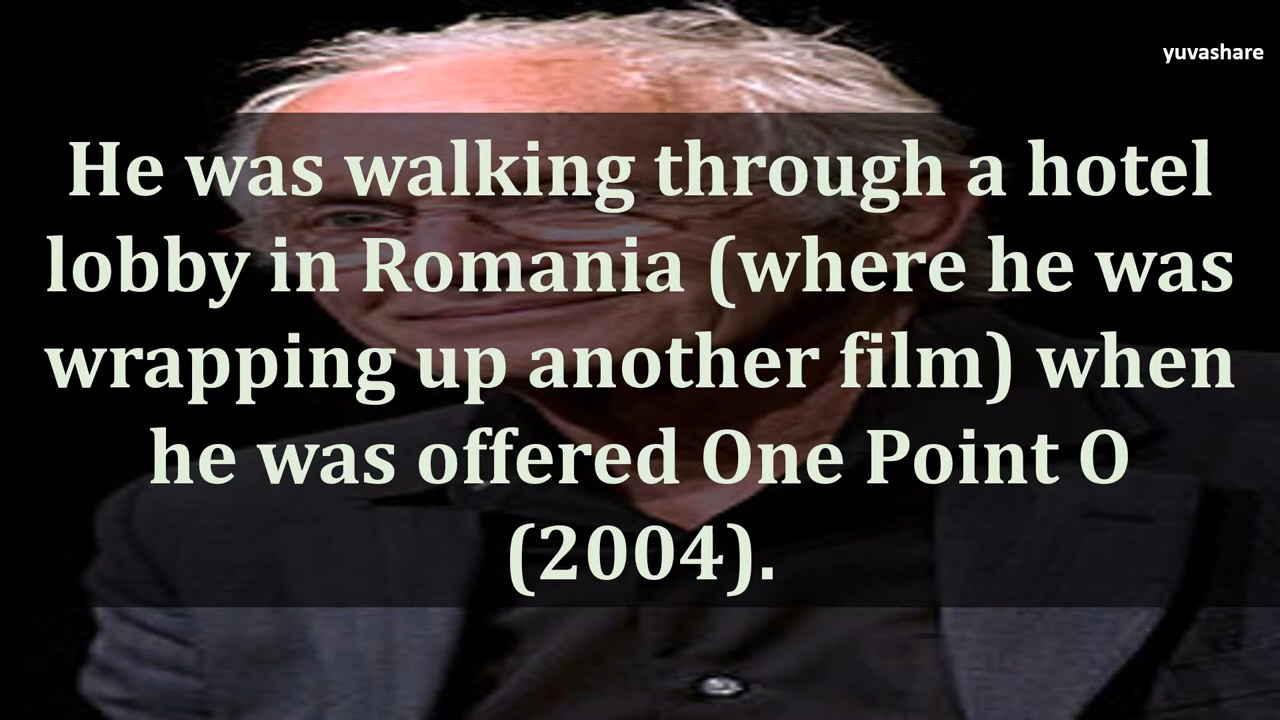 yuvashare
He was walking through a hotel
lobby in Romania (where he was
wrapping up another film) when
he was offered One Point O
(2004).